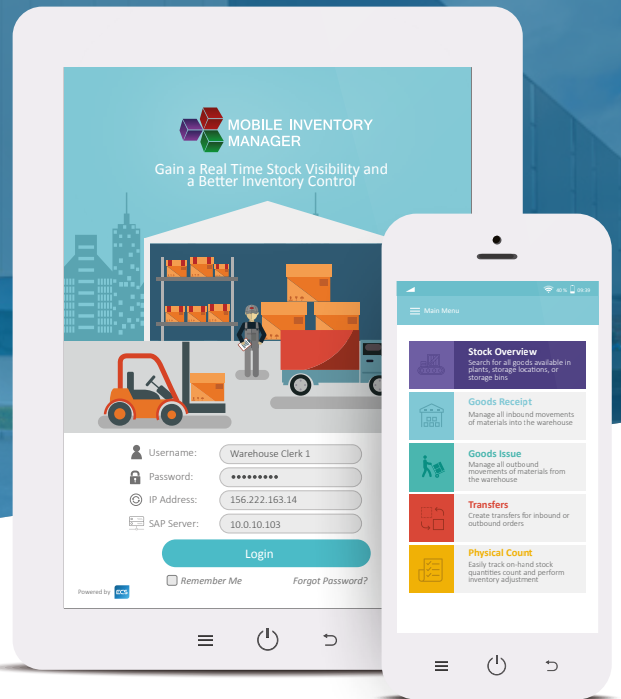 MOBILE INVENTORY
MANAGER
Gain a Real Time Stock Visibility and
a Better Inventory Control
Username:
Warehouse Clerk 1
Password:
•••••••••
IP Address:
156.222.163.14
SAP Server:
10.0.10.103
Login
Remember Me
Forgot Password?
Powered by ECS
40 % 09:30
Main Menu
Stock Overview
Search for all goods available in
plants, storage locations, or
storage bins
Goods Receipt
Manage all inbound movements
of materials into the warehouse
Goods Issue
Manage all outbound
movements of materials from
the warehouse
Transfers
Create transfers for inbound or
outbound orders
Physical Count
Easily track on-hand stock
quantities count and perform
inventory adjustment